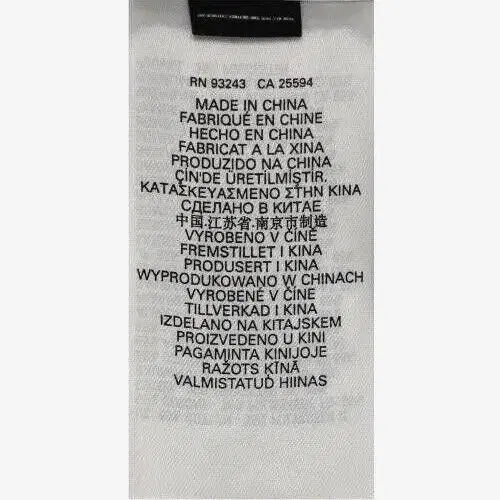 RN 93243 CA 25594
MADE IN CHINA
FABRIQUÉ EN CHINE
HECHO EN CHINA
FABRICAT A LA XINA
PRODUZIDO NA CHINA
ÇİN'DE ÜRETİLMİŞTİR.
ΚΑΤΑΣΚΕΥΑΣΜΕΝΟ ΣΤΗΝ ΚΙΝΑ
СДЕЛАНО В КИТАЕ
中国.江苏省.南京市制造
VYROBENO V ČÍNĚ
FREMSTILLET I KINA
PRODUSERT I KINA
WYPRODUKOWANO W CHINACH
VYROBENÉ V ČÍNE
TILLVERKAD I KINA
IZDELANO NA KITAJSKEM
PROIZVEDENO U KINI
PAGAMINTA KINIJOJE
RAŽOTS ĶĪNĀ
VALMISTATUD HIINAS